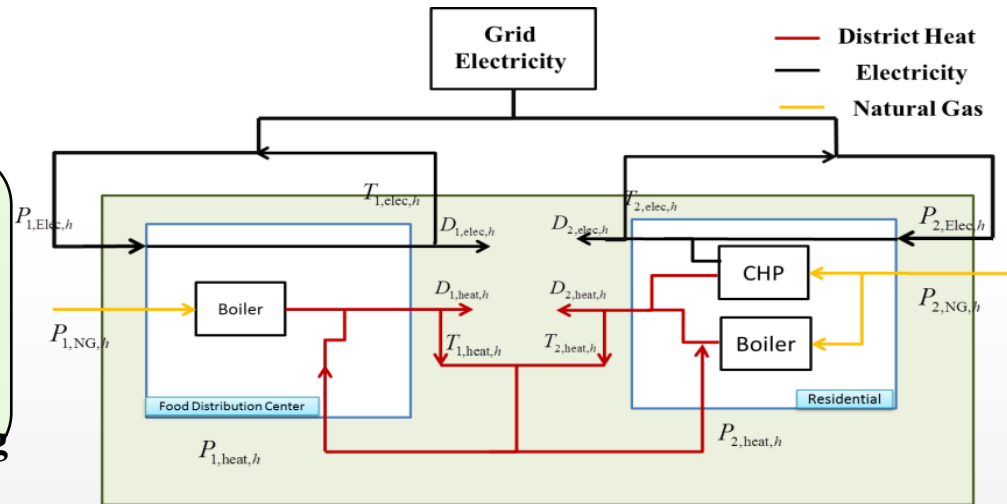 Grid
Electricity
District Heat
Electricity
Natural Gas
P1,Elec,h
T1,elec,h
D1,elec,h
D2,elec,h
T2,elec,h
P2,Elec,h
CHP
Boiler
D1,heat,h
D2,heat,h
P1,NG,h
T1,heat,h
T2,heat,h
Boiler
P2,NG,h
Food Distribution Center
Residential
P1,heat,h
P2,heat,h
g